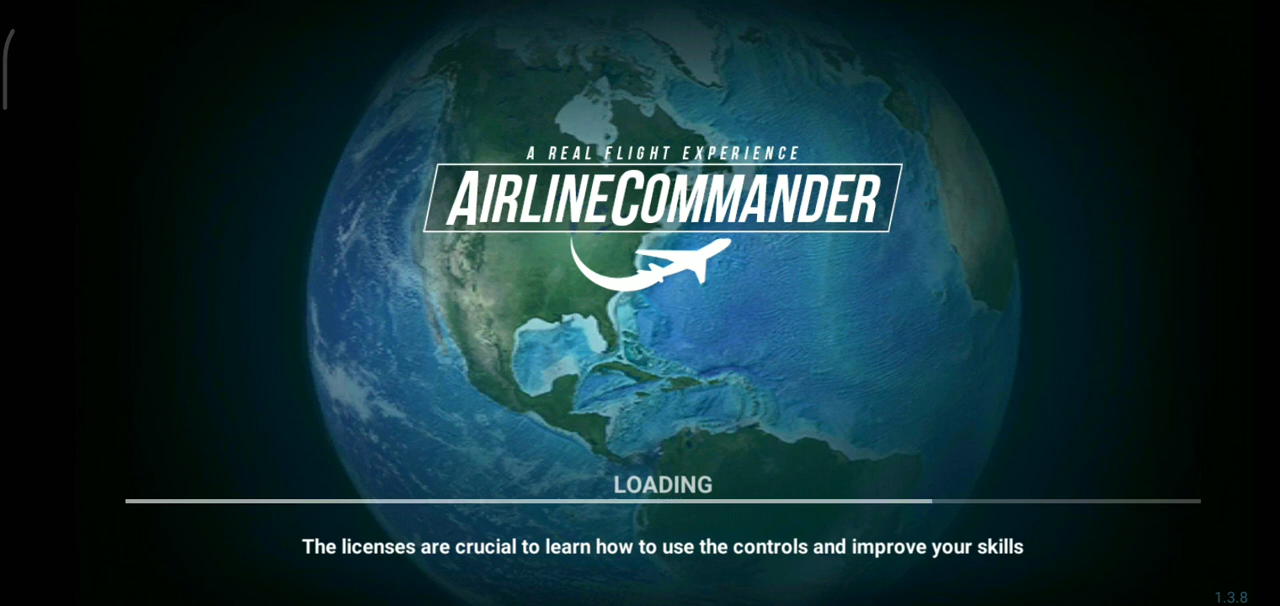 A REAL FLIGHT EXPERIENCE
AIRLINECOMMANDER
LOADING
The licenses are crucial to learn how to use the controls and improve your skills
1.3.8